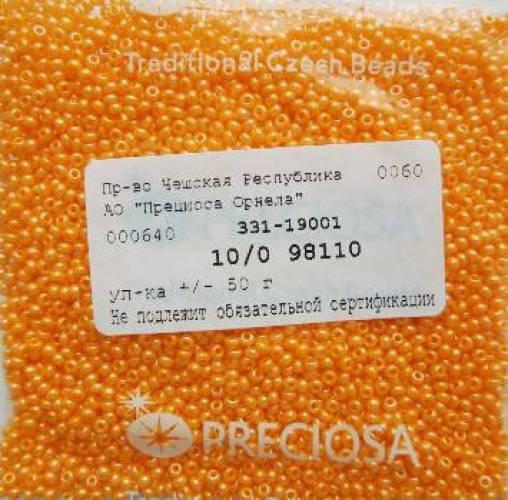 Traditional Czech Beads
Пр-во Чешская Республика 0060
АО "Прециоса Орнела"
000640 331-19001
10/0 98110
уп-ка +/- 50 г
Не подлежит обязательной сертификации
PRECIOSA